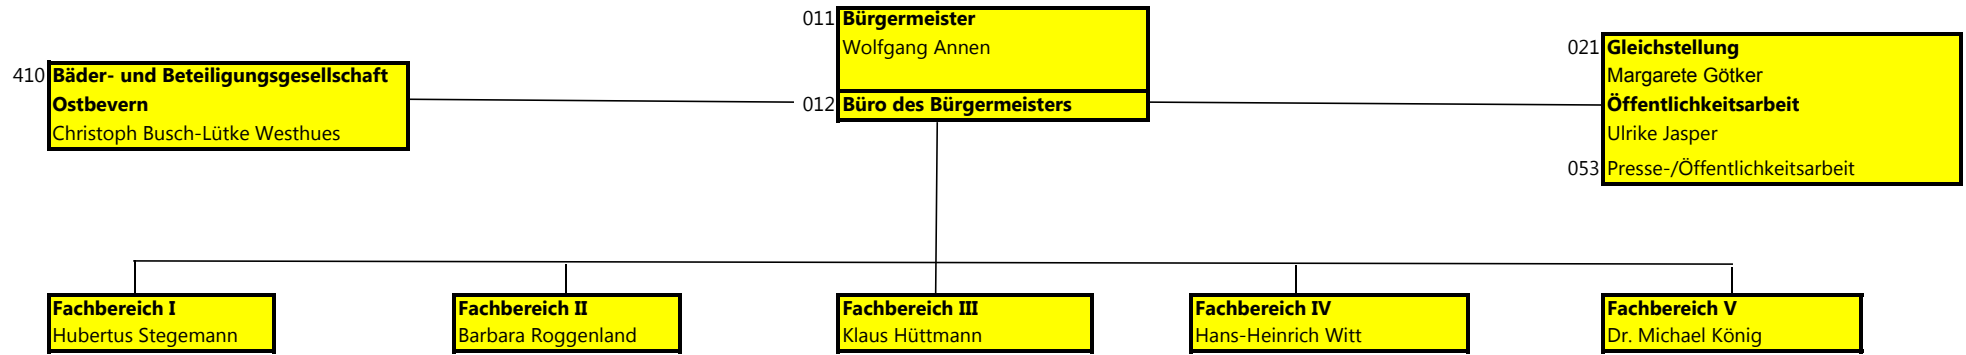 011 Bürgermeister
Wolfgang Annen
012 Büro des Bürgermeisters
410 Bäder- und Beteiligungsgesellschaft
Ostbevern
Christoph Busch-Lütke Westhues
021 Gleichstellung
Margarete Götker
Öffentlichkeitsarbeit
Ulrike Jasper
053 Presse-/Öffentlichkeitsarbeit
Fachbereich I
Hubertus Stegemann
Fachbereich II
Barbara Roggenland
Fachbereich III
Klaus Hüttmann
Fachbereich IV
Hans-Heinrich Witt
Fachbereich V
Dr. Michael König